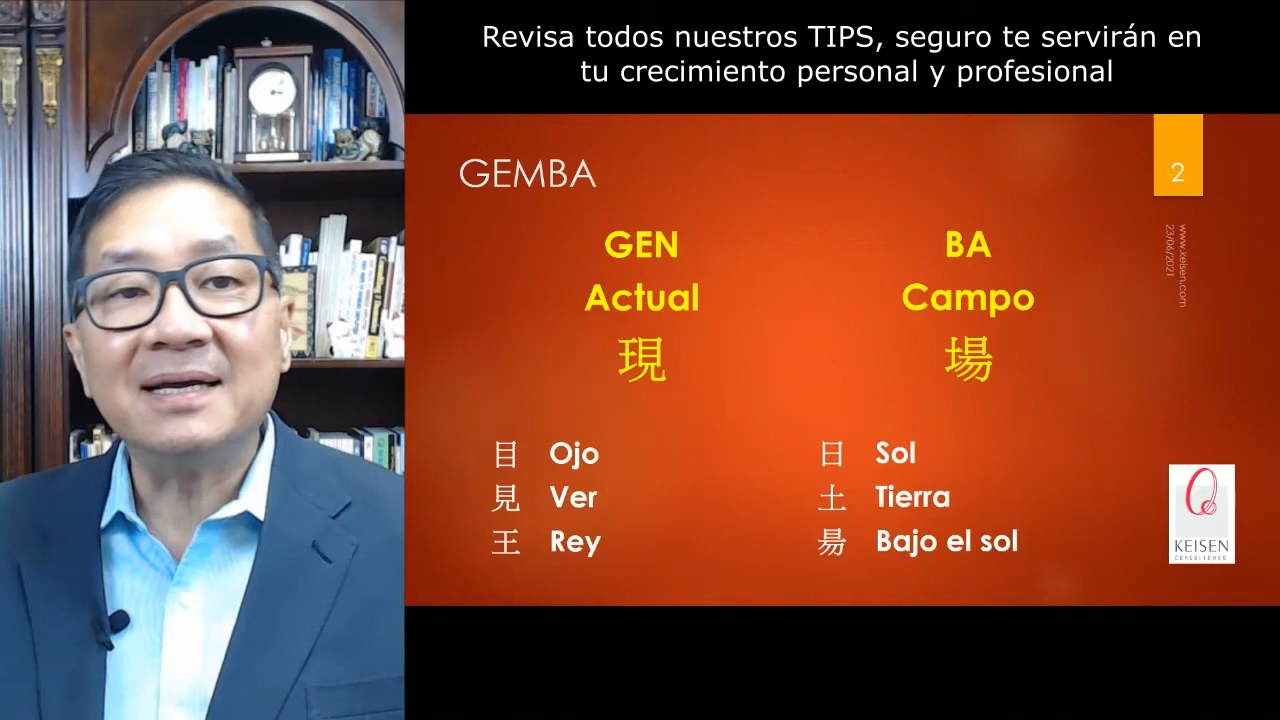 Revisa todos nuestros TIPS, seguro te servirán en
tu crecimiento personal y profesional
GEMBA
2
GEN
Actual
現
BA
Campo
場
www.keisen.com
23/06/2021
目 Ojo
見 Ver
王 Rey
日 Sol
土 Tierra
昜 Bajo el sol
KEISEN
CONSULTORES